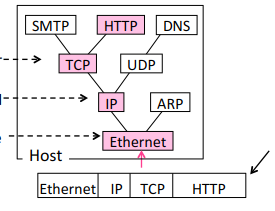 SMTP HTTP DNS
TCP UDP
IP ARP
Ethernet
Host
Ethernet IP TCP HTTP